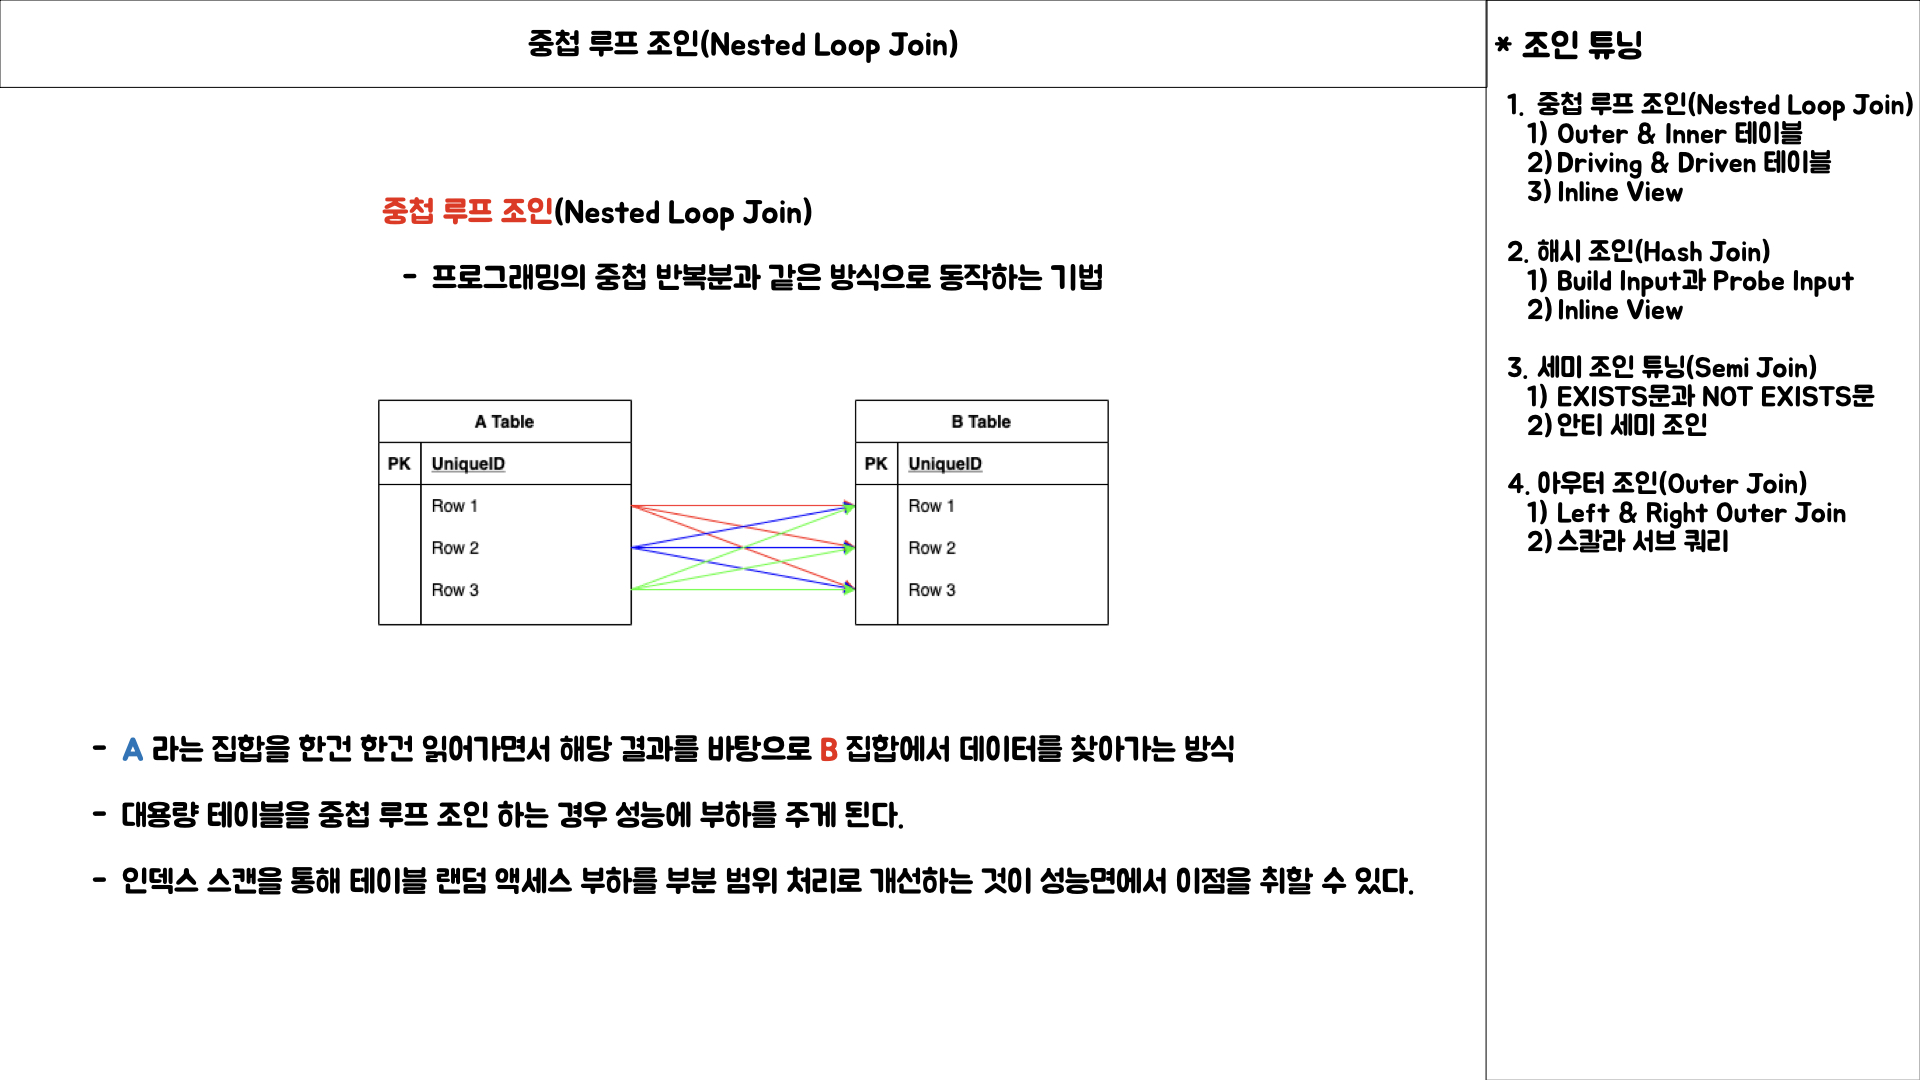 중첩 루프 조인(Nested Loop Join)
중첩 루프 조인(Nested Loop Join)
- 프로그래밍의 중첩 반복분과 같은 방식으로 동작하는 기법
A Table
PK UniqueID
Row 1
Row 2
Row 3
B Table
PK UniqueID
Row 1
Row 2
Row 3
- A 라는 집합을 한건 한건 읽어가면서 해당 결과를 바탕으로 B 집합에서 데이터를 찾아가는 방식
- 대용량 테이블을 중첩 루프 조인 하는 경우 성능에 부하를 주게 된다.
- 인덱스 스캔을 통해 테이블 랜덤 액세스 부하를 부분 범위 처리로 개선하는 것이 성능면에서 이점을 취할 수 있다.
* 조인 튜닝
1. 중첩 루프 조인(Nested Loop Join)
1) Outer & Inner 테이블
2) Driving & Driven 테이블
3) Inline View
2. 해시 조인(Hash Join)
1) Build Input과 Probe Input
2) Inline View
3. 세미 조인 튜닝(Semi Join)
1) EXISTS문과 NOT EXISTS문
2) 안티 세미 조인
4. 아우터 조인(Outer Join)
1) Left & Right Outer Join
2) 스칼라 서브 쿼리